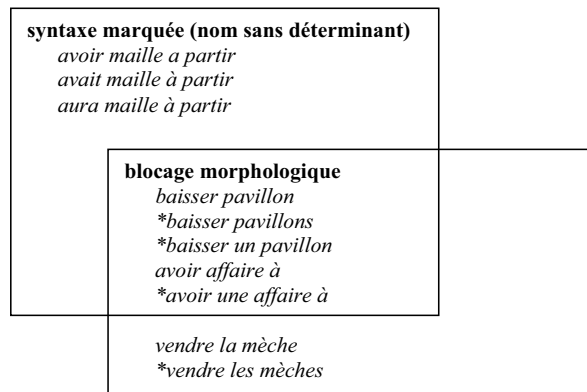 syntaxe marquée (nom sans déterminant)
avoir maille a partir
avait maille à partir
aura maille à partir
blocage morphologique
baisser pavillon
*baisser pavillons
*baisser un pavillon
avoir affaire à
*avoir une affaire à
vendre la mèche
*vendre les mèches